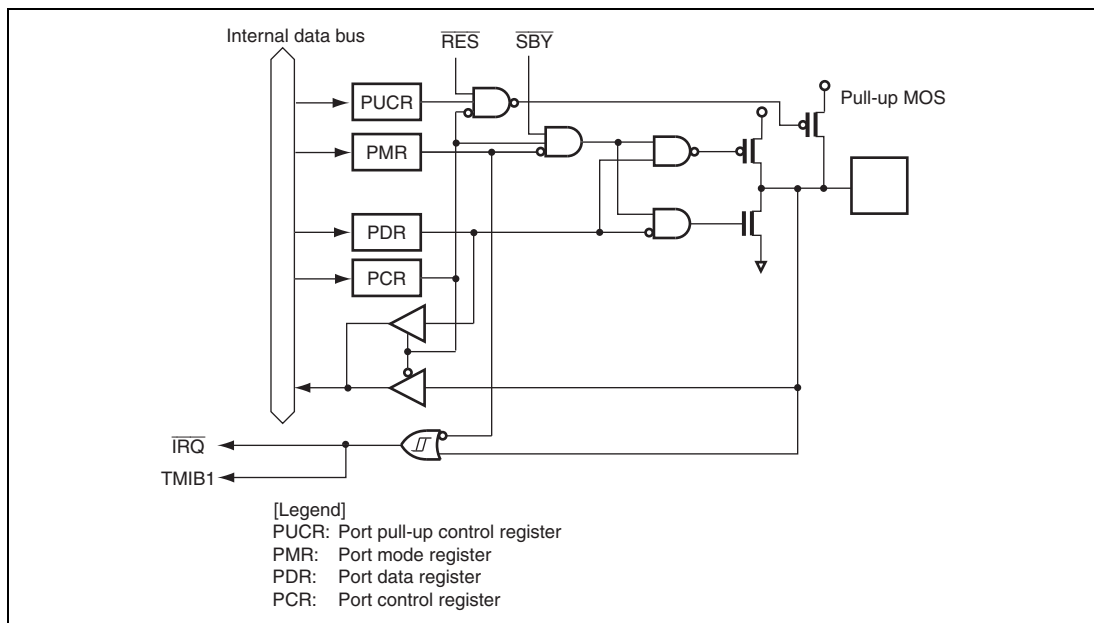 Internal data bus
RES
SBY
Pull-up MOS
PUCR
PMR
PDR
PCR
IRQ
TMIB1
[Legend]
PUCR: Port pull-up control register
PMR: Port mode register
PDR: Port data register
PCR: Port control register